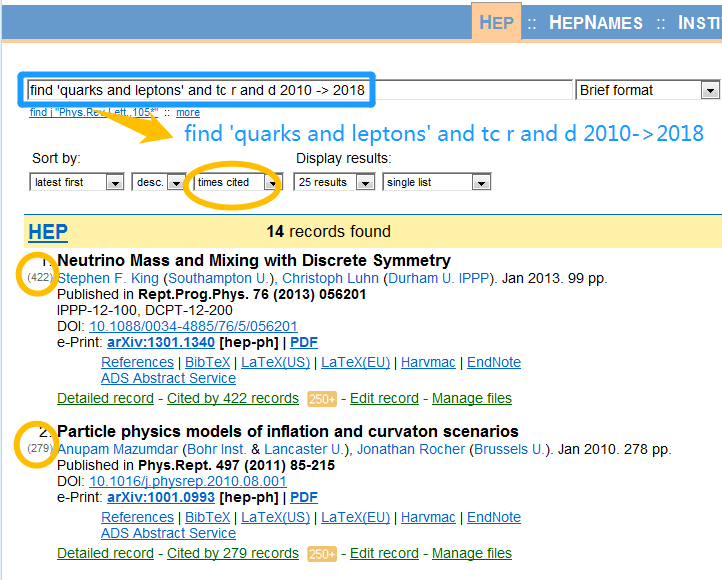 HEP :: HEPNAMES :: INSTI
find 'quarks and leptons' and tc r and d 2010 -> 2018
Brief format
find j "Phys.Rev.Lett.,105*" :: more
find 'quarks and leptons' and tc r and d 2010->2018
Sort by: Display results:
latest first desc. times cited 25 results single list
HEP 14 records found
1. Neutrino Mass and Mixing with Discrete Symmetry
(422) Stephen F. King (Southampton U.), Christoph Luhn (Durham U. IPPP). Jan 2013. 99 pp.
Published in Rept.Prog.Phys. 76 (2013) 056201
IPPP-12-100, DCPT-12-200
DOI: 10.1088/0034-4885/76/5/056201
e-Print: arXiv:1301.1340 [hep-ph] | PDF
References | BibTeX | LaTeX(US) | LaTeX(EU) | Harvmac | EndNote
ADS Abstract Service
Detailed record - Cited by 422 records 250+ - Edit record - Manage files
2. Particle physics models of inflation and curvaton scenarios
(279) Anupam Mazumdar (Bohr Inst. & Lancaster U.), Jonathan Rocher (Brussels U.). Jan 2010. 278 pp.
Published in Phys.Rept. 497 (2011) 85-215
DOI: 10.1016/j.physrep.2010.08.001
e-Print: arXiv:1001.0993 [hep-ph] | PDF
References | BibTeX | LaTeX(US) | LaTeX(EU) | Harvmac | EndNote
ADS Abstract Service
Detailed record - Cited by 279 records 250+ - Edit record - Manage files